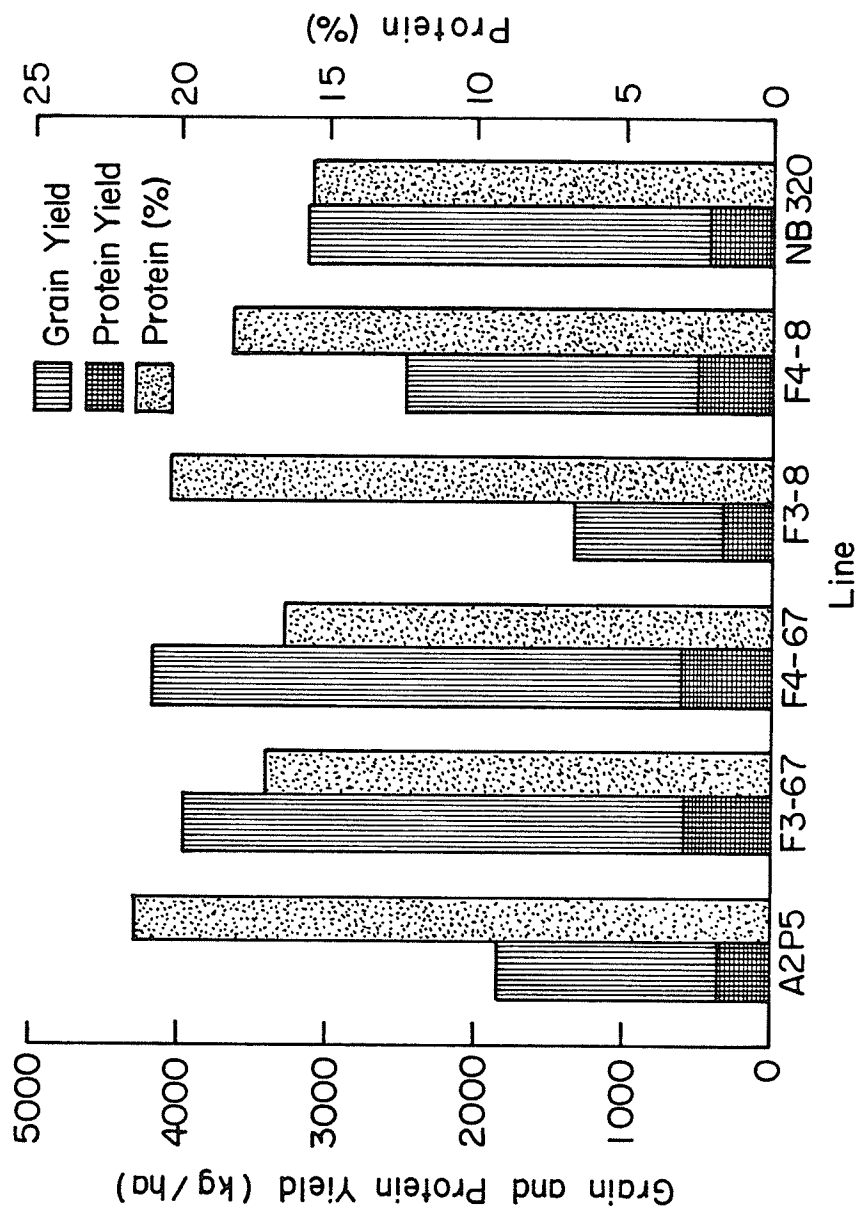 Grain and Protein Yield (kg/ha)
5000
4000
3000
2000
1000
0
Grain Yield
Protein Yield
Protein (%)
Protein (%)
25
20
15
10
5
0
A2P5
F3-67
F4-67
F3-8
F4-8
NB320
Line